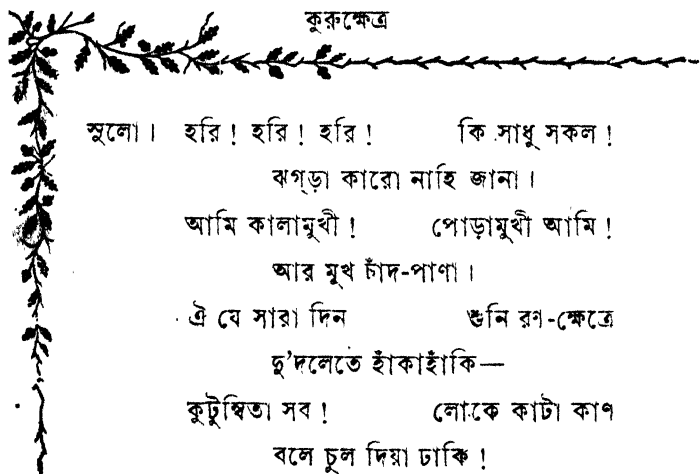 কুরুক্ষেত্র
সুলো। হরি! হরি! হরি! কি সাধু সকল!
ঝগ্‌ড়া কারো নাহি জানা।
আমি কালামুখী! পোড়ামুখী আমি!
আর মুখ চাঁদ-পাণা।
ঐ যে সারা দিন শুনি রণ-ক্ষেত্রে
দু'দলেতে হাঁকাহাঁকি—
কুটুম্বিতা সব! লোকে কাটা কাণ
বলে চুল দিয়া ঢাকি!